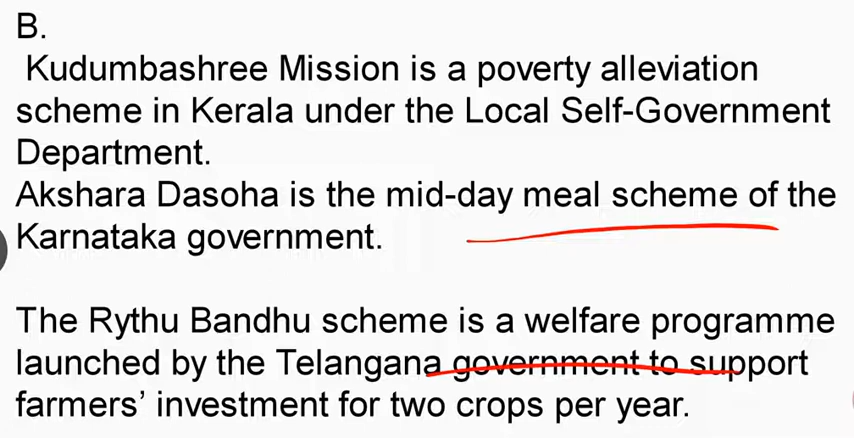 B.
Kudumbashree Mission is a poverty alleviation
scheme in Kerala under the Local Self-Government
Department.
Akshara Dasoha is the mid-day meal scheme of the
Karnataka government.
The Rythu Bandhu scheme is a welfare programme
launched by the Telangana government to support
farmers’ investment for two crops per year.